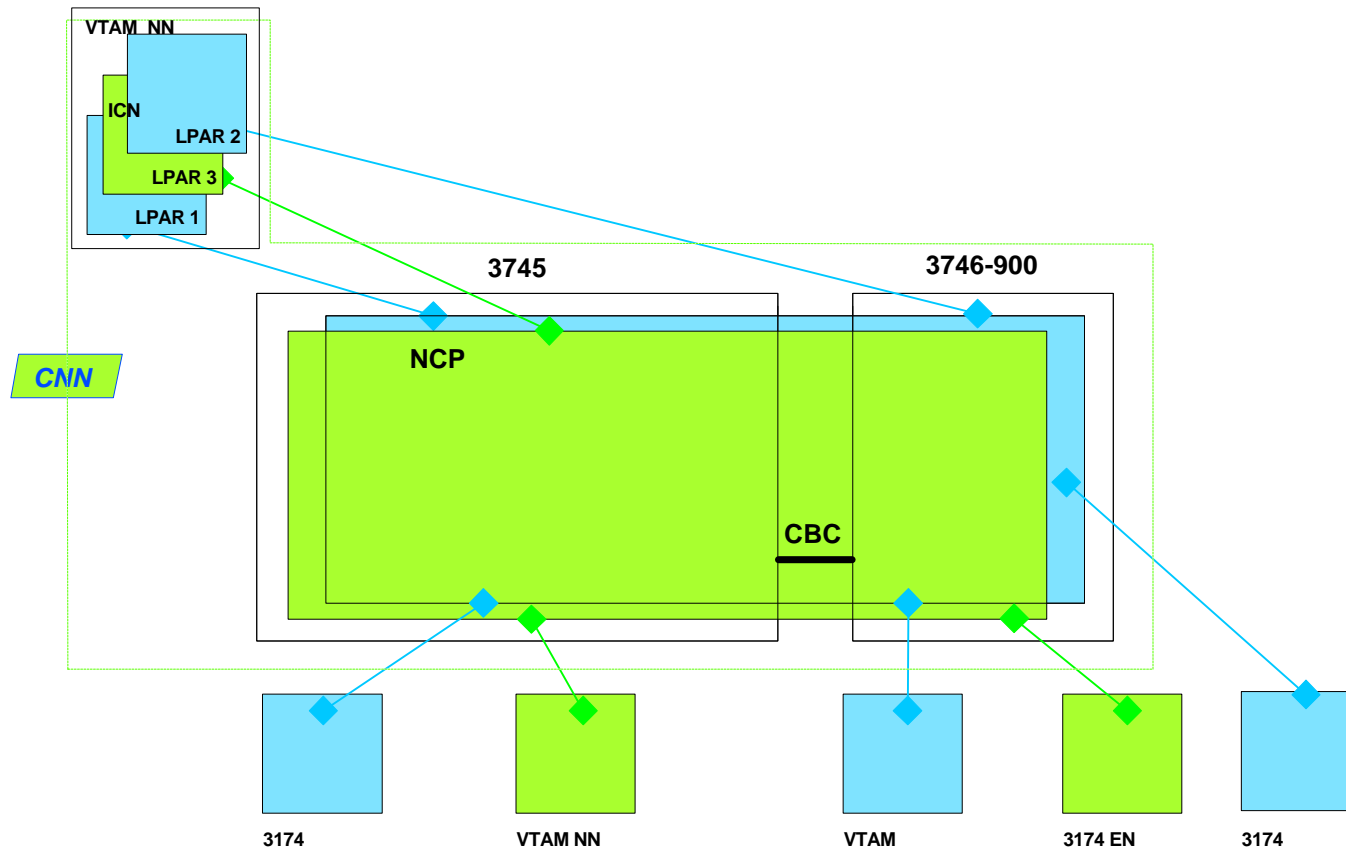 VTAM NN
ICN
LPAR 2
LPAR 3
LPAR 1
3745
3746-900
NCP
CNN
CBC
3174
VTAM NN
VTAM
3174 EN
3174